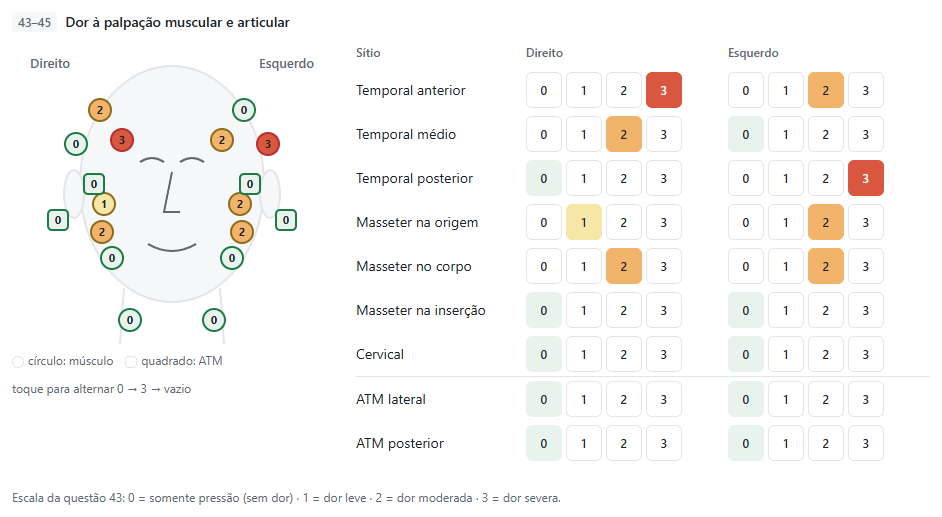 43–45 Dor à palpação muscular e articular
Direito Esquerdo
2 0
0 3 2 3
0 0
0 1 2 0
2 2
0 0
0 0
círculo: músculo quadrado: ATM
toque para alternar 0 → 3 → vazio
Sítio Direito Esquerdo
Temporal anterior 0 1 2 3 0 1 2 3
Temporal médio 0 1 2 3 0 1 2 3
Temporal posterior 0 1 2 3 0 1 2 3
Masseter na origem 0 1 2 3 0 1 2 3
Masseter no corpo 0 1 2 3 0 1 2 3
Masseter na inserção 0 1 2 3 0 1 2 3
Cervical 0 1 2 3 0 1 2 3
ATM lateral 0 1 2 3 0 1 2 3
ATM posterior 0 1 2 3 0 1 2 3
Escala da questão 43: 0 = somente pressão (sem dor) · 1 = dor leve · 2 = dor moderada · 3 = dor severa.